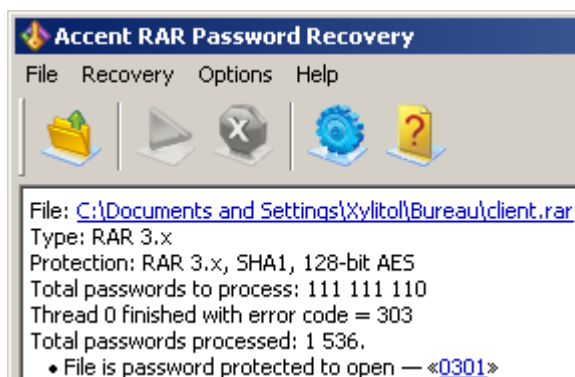 Accent RAR Password Recovery
File Recovery Options Help
File: C:\Documents and Settings\Xylitol\Bureau\client.rar
Type: RAR 3.x
Protection: RAR 3.x, SHA1, 128-bit AES
Total passwords to process: 111 111 110
Thread 0 finished with error code = 303
Total passwords processed: 1 536.
• File is password protected to open — «0301»